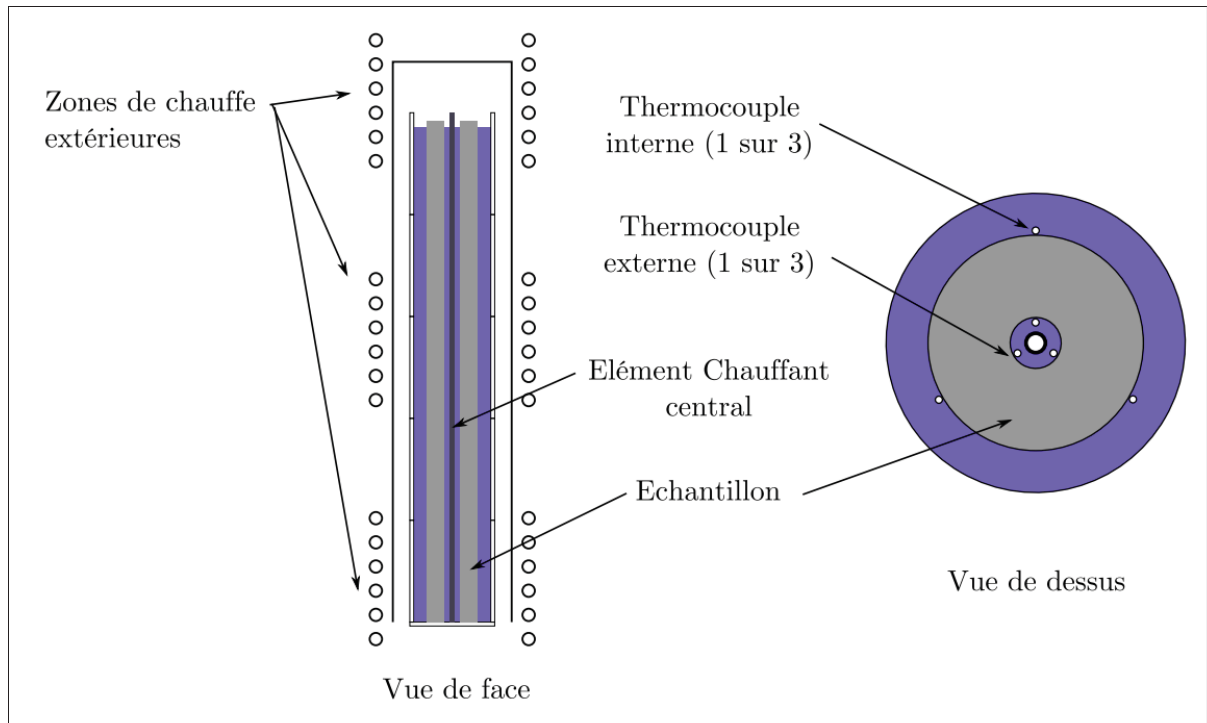 Zones de chauffe
extérieures
Thermocouple
interne (1 sur 3)
Thermocouple
externe (1 sur 3)
Elément Chauffant
central
Echantillon
Vue de dessus
Vue de face